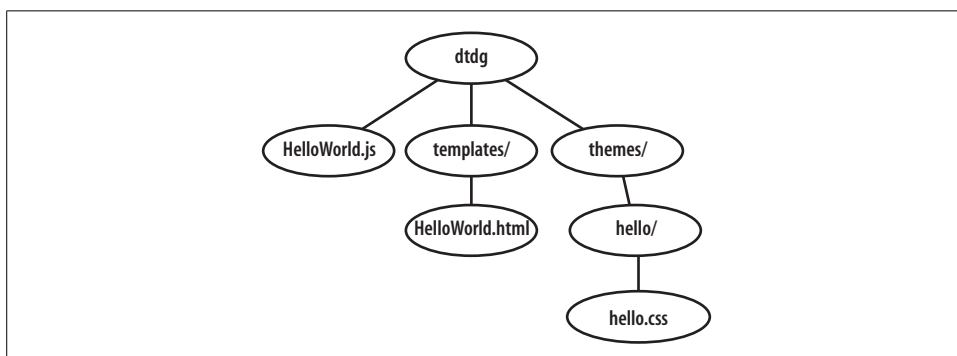 dtdg
HelloWorld.js
templates/
themes/
HelloWorld.html
hello/
hello.css